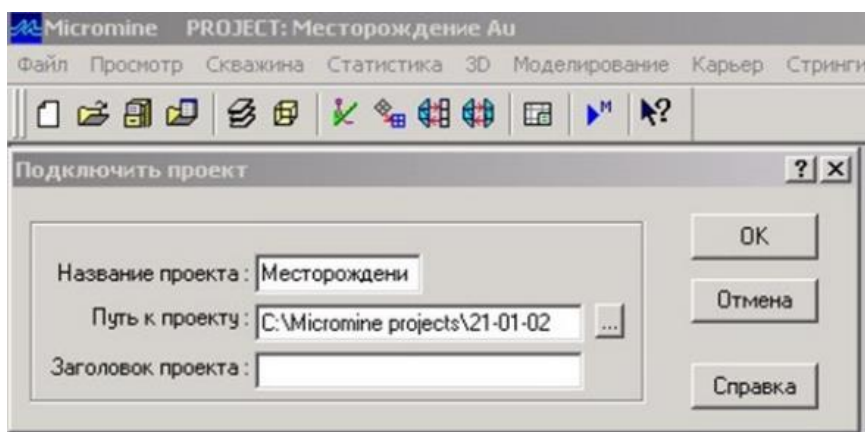 Micromine PROJECT: Месторождение Au
Файл Просмотр Скважина Статистика 3D Моделирование Карьер Стринги
M ?
Подключить проект ? ×
Название проекта : Месторождени
OK
Путь к проекту : C:\Micromine projects\21-01-02 ...
Отмена
Заголовок проекта :
Справка